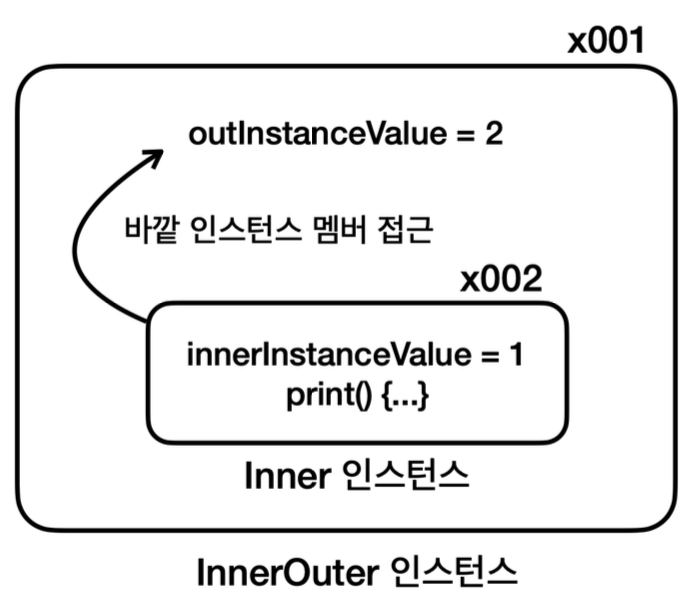 x001
outInstanceValue = 2
바깥 인스턴스 멤버 접근
x002
innerInstanceValue = 1
print() {...}
Inner 인스턴스
InnerOuter 인스턴스